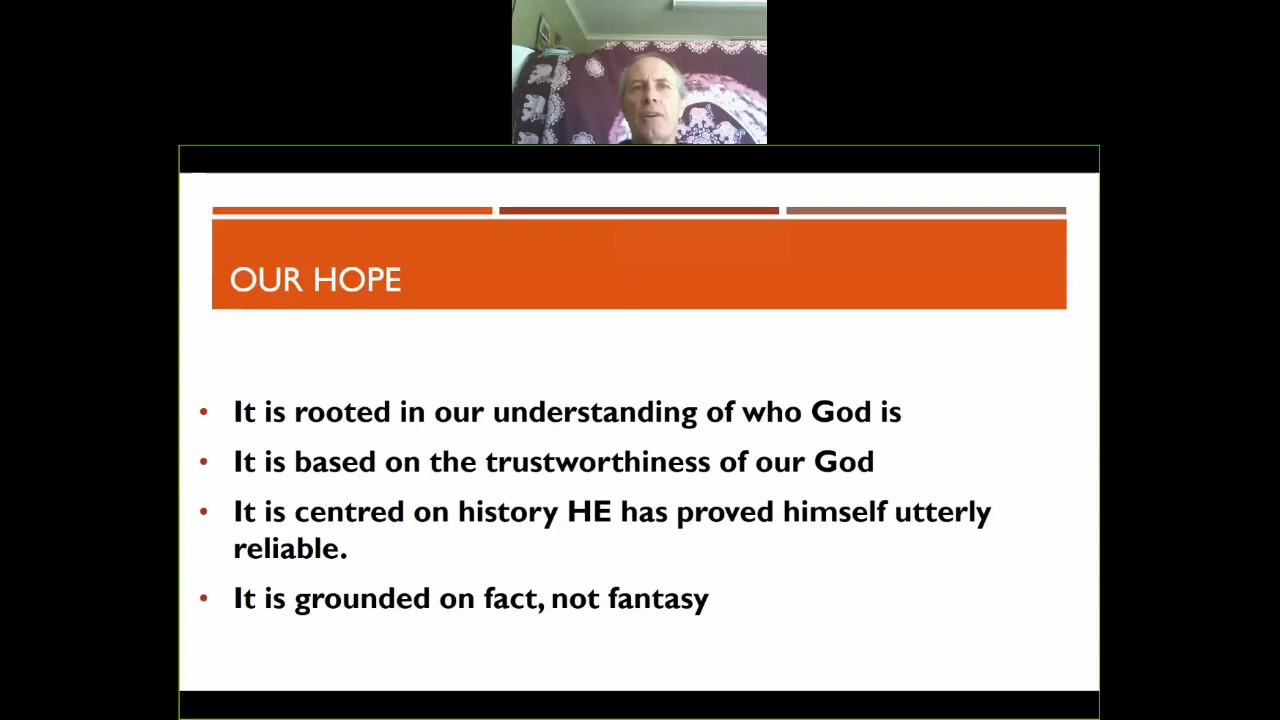 OUR HOPE
• It is rooted in our understanding of who God is
• It is based on the trustworthiness of our God
• It is centred on history HE has proved himself utterly
reliable.
• It is grounded on fact, not fantasy